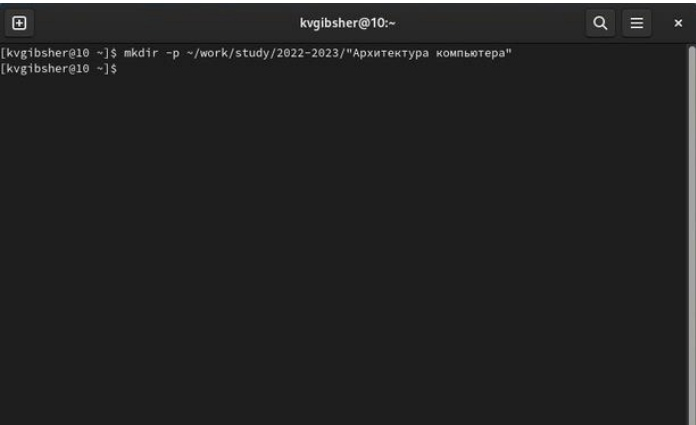 kvgibsher@10:~
[kvgibsher@10 ~]$ mkdir -p ~/work/study/2022-2023/"Архитектура компьютера"
[kvgibsher@10 ~]$